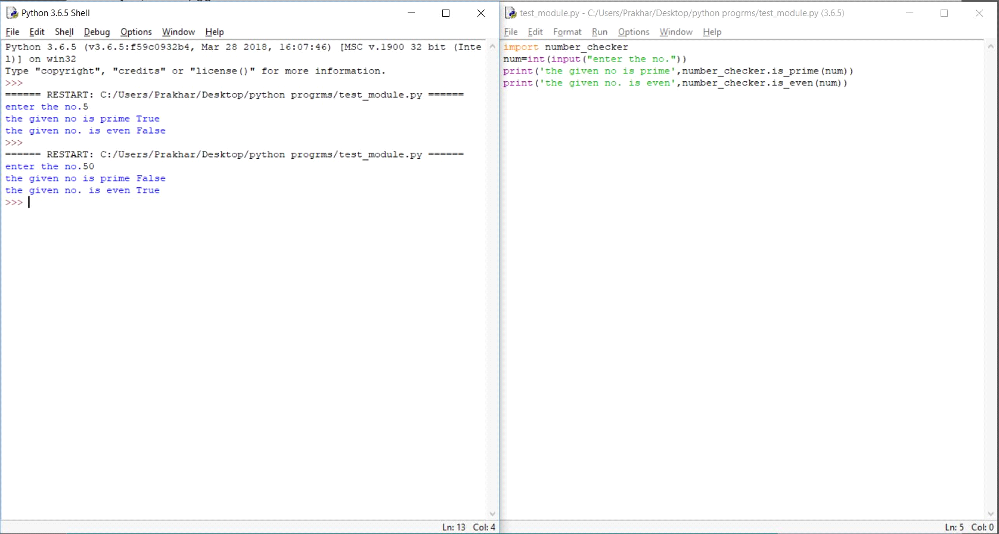 Python 3.6.5 Shell
File Edit Shell Debug Options Window Help
Python 3.6.5 (v3.6.5:f59c0932b4, Mar 28 2018, 16:07:46) [MSC v.1900 32 bit (Inte
l)] on win32
Type "copyright", "credits" or "license()" for more information.
>>>
====== RESTART: C:/Users/Prakhar/Desktop/python progrms/test_module.py ======
enter the no.5
the given no is prime True
the given no. is even False
>>>
====== RESTART: C:/Users/Prakhar/Desktop/python progrms/test_module.py ======
enter the no.50
the given no is prime False
the given no. is even True
>>>
Ln: 13 Col: 4
test_module.py - C:/Users/Prakhar/Desktop/python progrms/test_module.py (3.6.5)
File Edit Format Run Options Window Help
import number_checker
num=int(input("enter the no."))
print('the given no is prime',number_checker.is_prime(num))
print('the given no. is even',number_checker.is_even(num))
Ln: 5 Col: 0